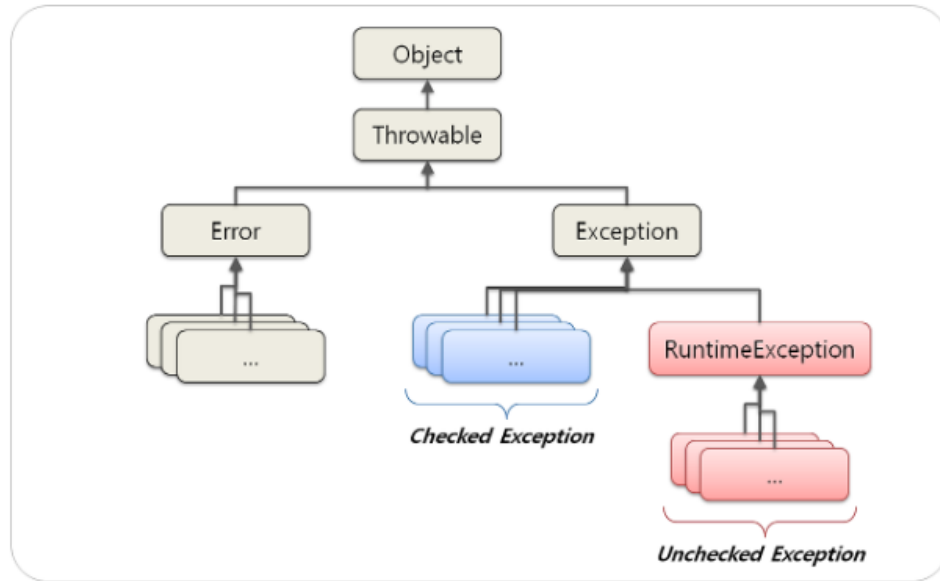 Object
Throwable
Error
Exception
...
...
RuntimeException
Checked Exception
...
Unchecked Exception